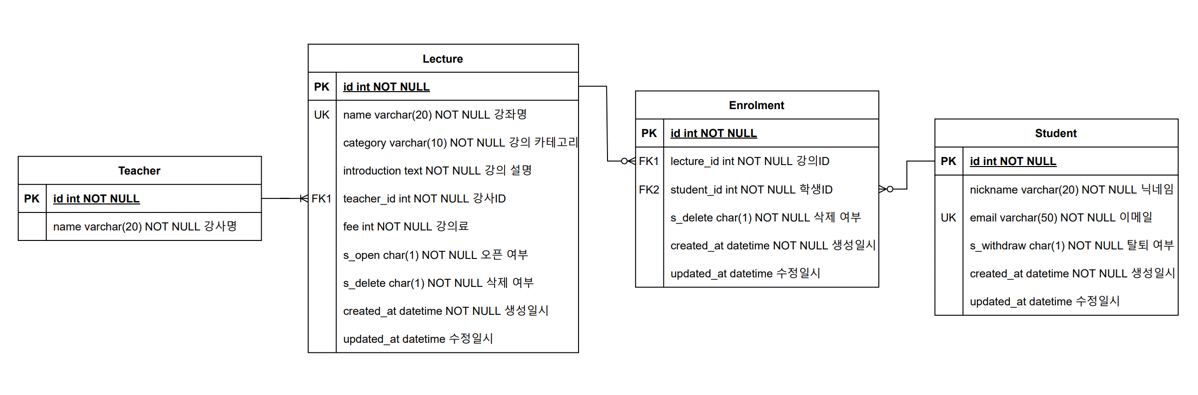 Teacher
PK id int NOT NULL
name varchar(20) NOT NULL 강사명
Lecture
PK id int NOT NULL
UK name varchar(20) NOT NULL 강좌명
category varchar(10) NOT NULL 강의 카테고리
introduction text NOT NULL 강의 설명
FK1 teacher_id int NOT NULL 강사ID
fee int NOT NULL 강의료
s_open char(1) NOT NULL 오픈 여부
s_delete char(1) NOT NULL 삭제 여부
created_at datetime NOT NULL 생성일시
updated_at datetime 수정일시
Enrolment
PK id int NOT NULL
FK1 lecture_id int NOT NULL 강의ID
FK2 student_id int NOT NULL 학생ID
s_delete char(1) NOT NULL 삭제 여부
created_at datetime NOT NULL 생성일시
updated_at datetime 수정일시
Student
PK id int NOT NULL
nickname varchar(20) NOT NULL 닉네임
UK email varchar(50) NOT NULL 이메일
s_withdraw char(1) NOT NULL 탈퇴 여부
created_at datetime NOT NULL 생성일시
updated_at datetime 수정일시